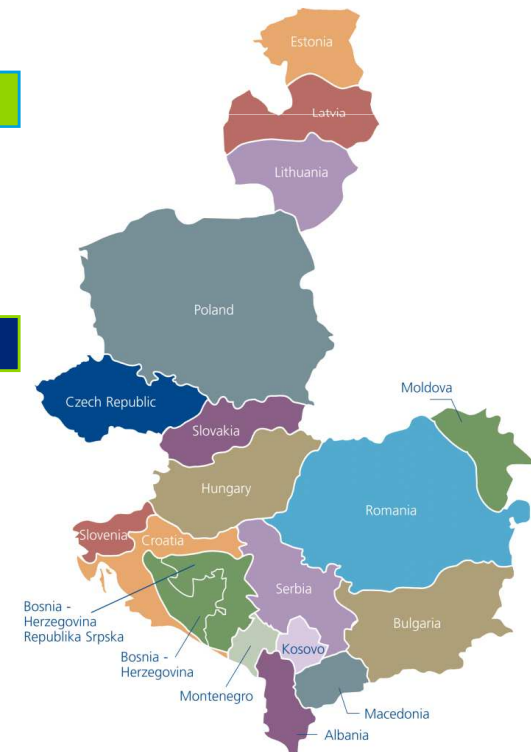 Estonia
Latvia
Lithuania
Poland
Czech Republic
Moldova
Slovakia
Hungary
Romania
Slovenia
Croatia
Serbia
Bosnia -
Herzegovina
Republika Srpska
Bulgaria
Kosovo
Bosnia -
Herzegovina
Montenegro
Macedonia
Albania